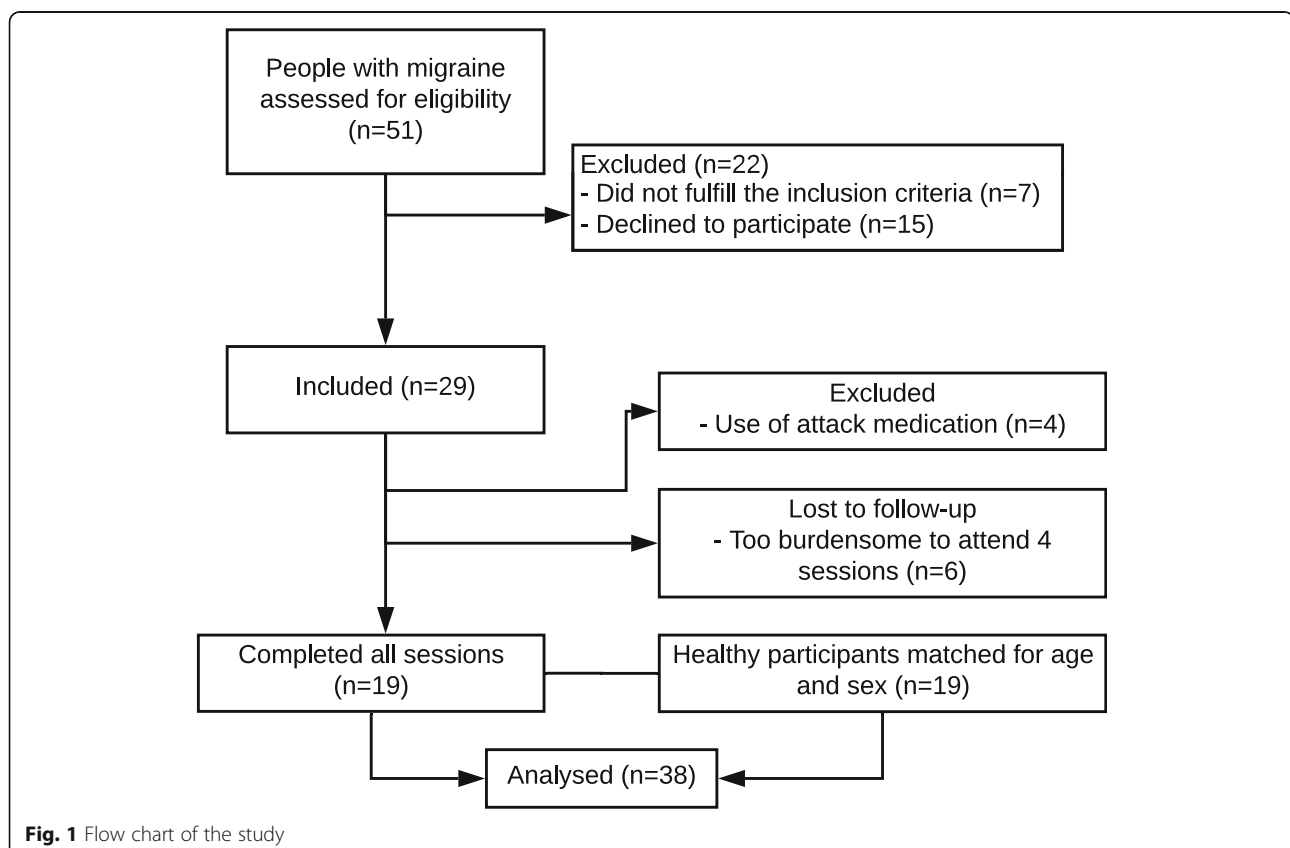 People with migraine
assessed for eligibility
(n=51)
Excluded (n=22)
- Did not fulfill the inclusion criteria (n=7)
- Declined to participate (n=15)
Included (n=29)
Excluded
- Use of attack medication (n=4)
Lost to follow-up
- Too burdensome to attend 4
sessions (n=6)
Completed all sessions
(n=19)
Healthy participants matched for age
and sex (n=19)
Analysed (n=38)
Fig. 1 Flow chart of the study